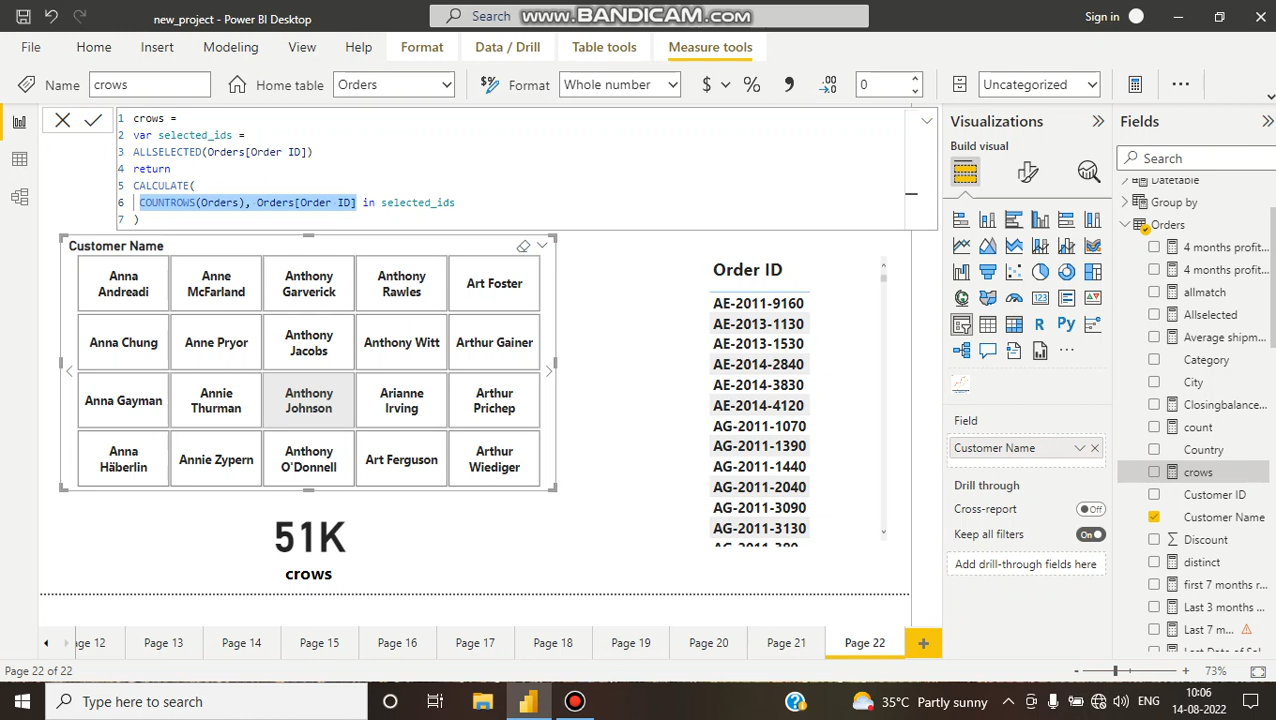 new_project - Power BI Desktop
Search
www.BANDICAM.com
Sign in
File
Home
Insert
Modeling
View
Help
Format
Data / Drill
Table tools
Measure tools
Name
crows
Home table
Orders
Format
Whole number
$
%
,
.00
0
Uncategorized
1 crows =
2 var selected_ids =
3 ALLSELECTED(Orders[Order ID])
4 return
5 CALCULATE(
6 COUNTROWS(Orders), Orders[Order ID] in selected_ids
7 )
Customer Name
Anna Andreadi
Anne McFarland
Anthony Garverick
Anthony Rawles
Art Foster
Anna Chung
Anne Pryor
Anthony Jacobs
Anthony Witt
Arthur Gainer
Anna Gayman
Annie Thurman
Anthony Johnson
Arianne Irving
Arthur Prichep
Anna Häberlin
Annie Zypern
Anthony O'Donnell
Art Ferguson
Arthur Wiediger
51K
crows
Order ID
AE-2011-9160
AE-2013-1130
AE-2013-1530
AE-2014-2840
AE-2014-3830
AE-2014-4120
AG-2011-1070
AG-2011-1390
AG-2011-1440
AG-2011-2040
AG-2011-3090
AG-2011-3130
Visualizations
Build visual
123
R
Py
Field
Customer Name
Drill through
Cross-report
Off
Keep all filters
On
Add drill-through fields here
Fields
Search
Datetable
Group by
Orders
4 months profit...
4 months profit...
allmatch
Allselected
Average shipm...
Category
City
Closingbalance...
count
Country
crows
Customer ID
Customer Name
Discount
distinct
first 7 months r...
Last 3 months ...
Last 7 m...
Last Date of Sal
Page 12
Page 13
Page 14
Page 15
Page 16
Page 17
Page 18
Page 19
Page 20
Page 21
Page 22
Page 22 of 22
73%
Type here to search
35°C Partly sunny
ENG
10:06
14-08-2022